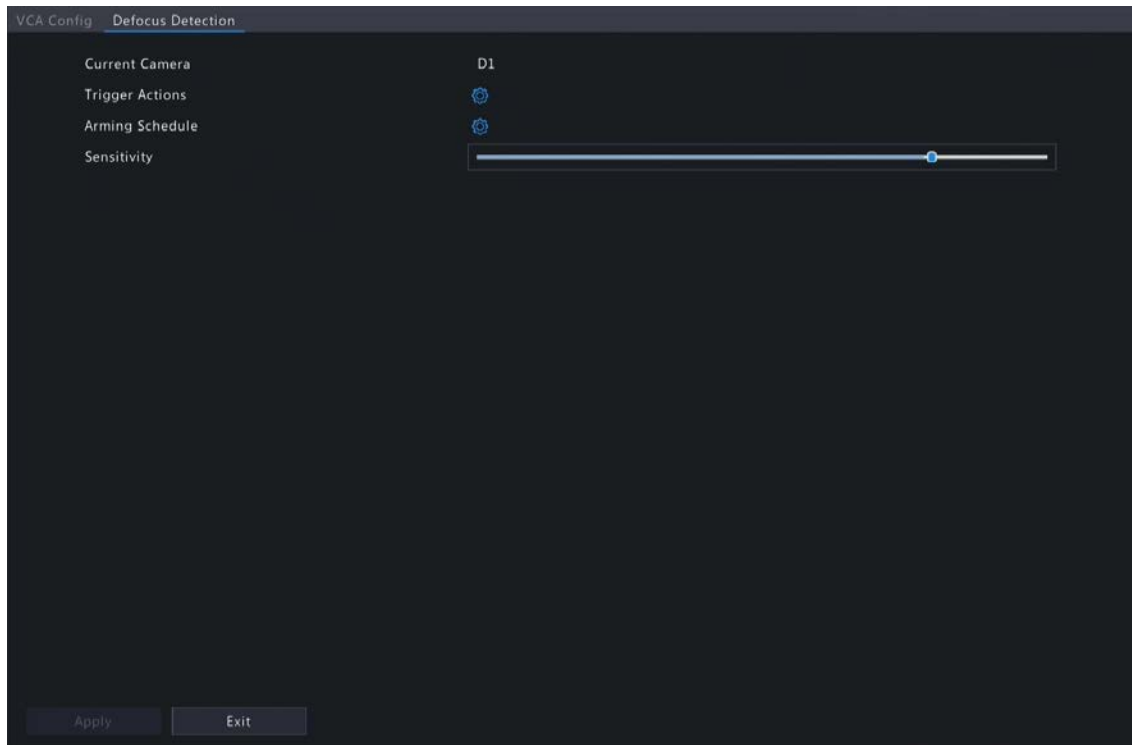 VCA Config Defocus Detection
Current Camera D1
Trigger Actions
Arming Schedule
Sensitivity
Apply Exit